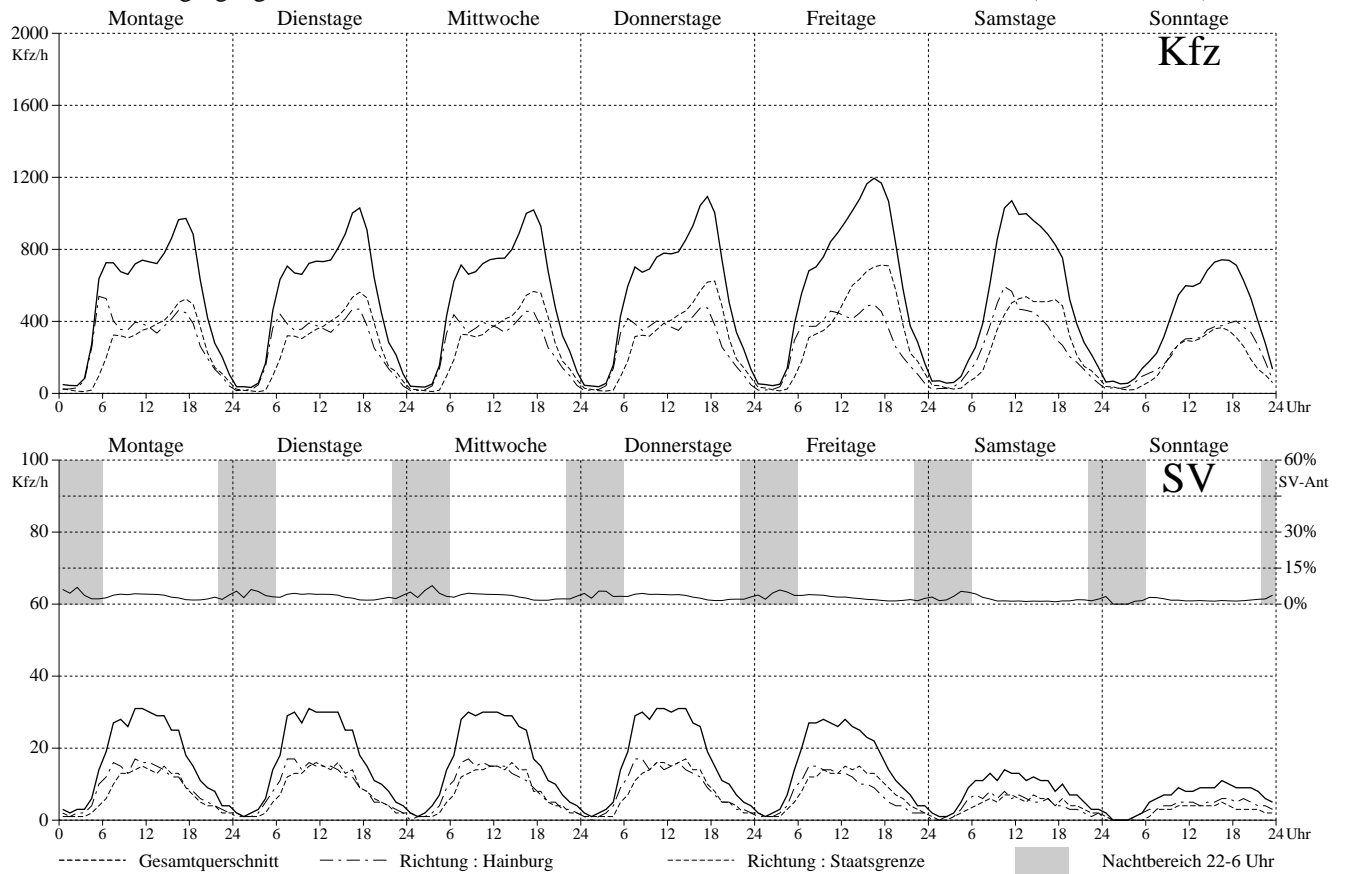 Montage Dienstage Mittwoche Donnerstage Freitage Samstage Sonntage
2000
Kfz/h
Kfz
1600
1200
800
400
0
0 6 12 18 24 6 12 18 24 6 12 18 24 6 12 18 24 6 12 18 24 6 12 18 24 6 12 18 24 Uhr
Montage Dienstage Mittwoche Donnerstage Freitage Samstage Sonntage
100 60%
Kfz/h SV SV-Ant
80 30%
15%
60 0%
40
20
0
0 6 12 18 24 6 12 18 24 6 12 18 24 6 12 18 24 6 12 18 24 6 12 18 24 6 12 18 24 Uhr
Gesamtquerschnitt Richtung : Hainburg Richtung : Staatsgrenze Nachtbereich 22-6 Uhr